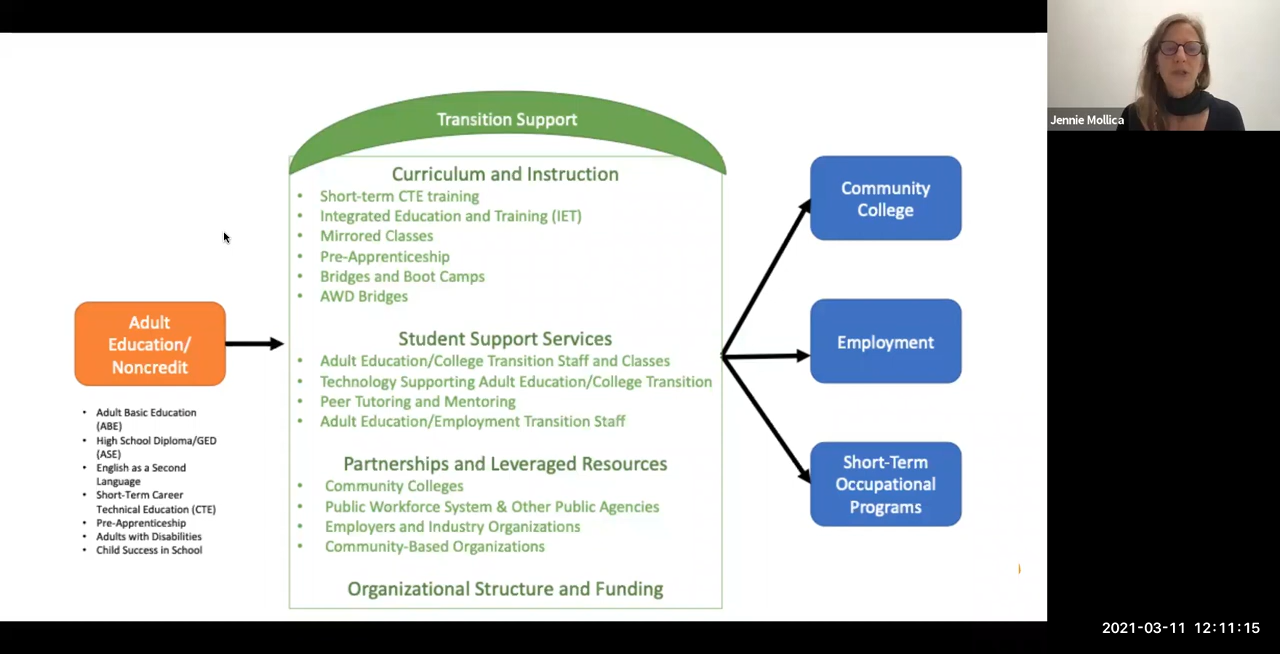 Transition Support
Curriculum and Instruction
• Short-term CTE training
• Integrated Education and Training (IET)
• Mirrored Classes
• Pre-Apprenticeship
• Bridges and Boot Camps
• AWD Bridges
Student Support Services
• Adult Education/College Transition Staff and Classes
• Technology Supporting Adult Education/College Transition
• Peer Tutoring and Mentoring
• Adult Education/Employment Transition Staff
Partnerships and Leveraged Resources
• Community Colleges
• Public Workforce System & Other Public Agencies
• Employers and Industry Organizations
• Community-Based Organizations
Organizational Structure and Funding
Adult
Education/
Noncredit
• Adult Basic Education
(ABE)
• High School Diploma/GED
(ASE)
• English as a Second
Language
• Short-Term Career
Technical Education (CTE)
• Pre-Apprenticeship
• Adults with Disabilities
• Child Success in School
Community
College
Employment
Short-Term
Occupational
Programs
Jennie Mollica
2021-03-11 12:11:15